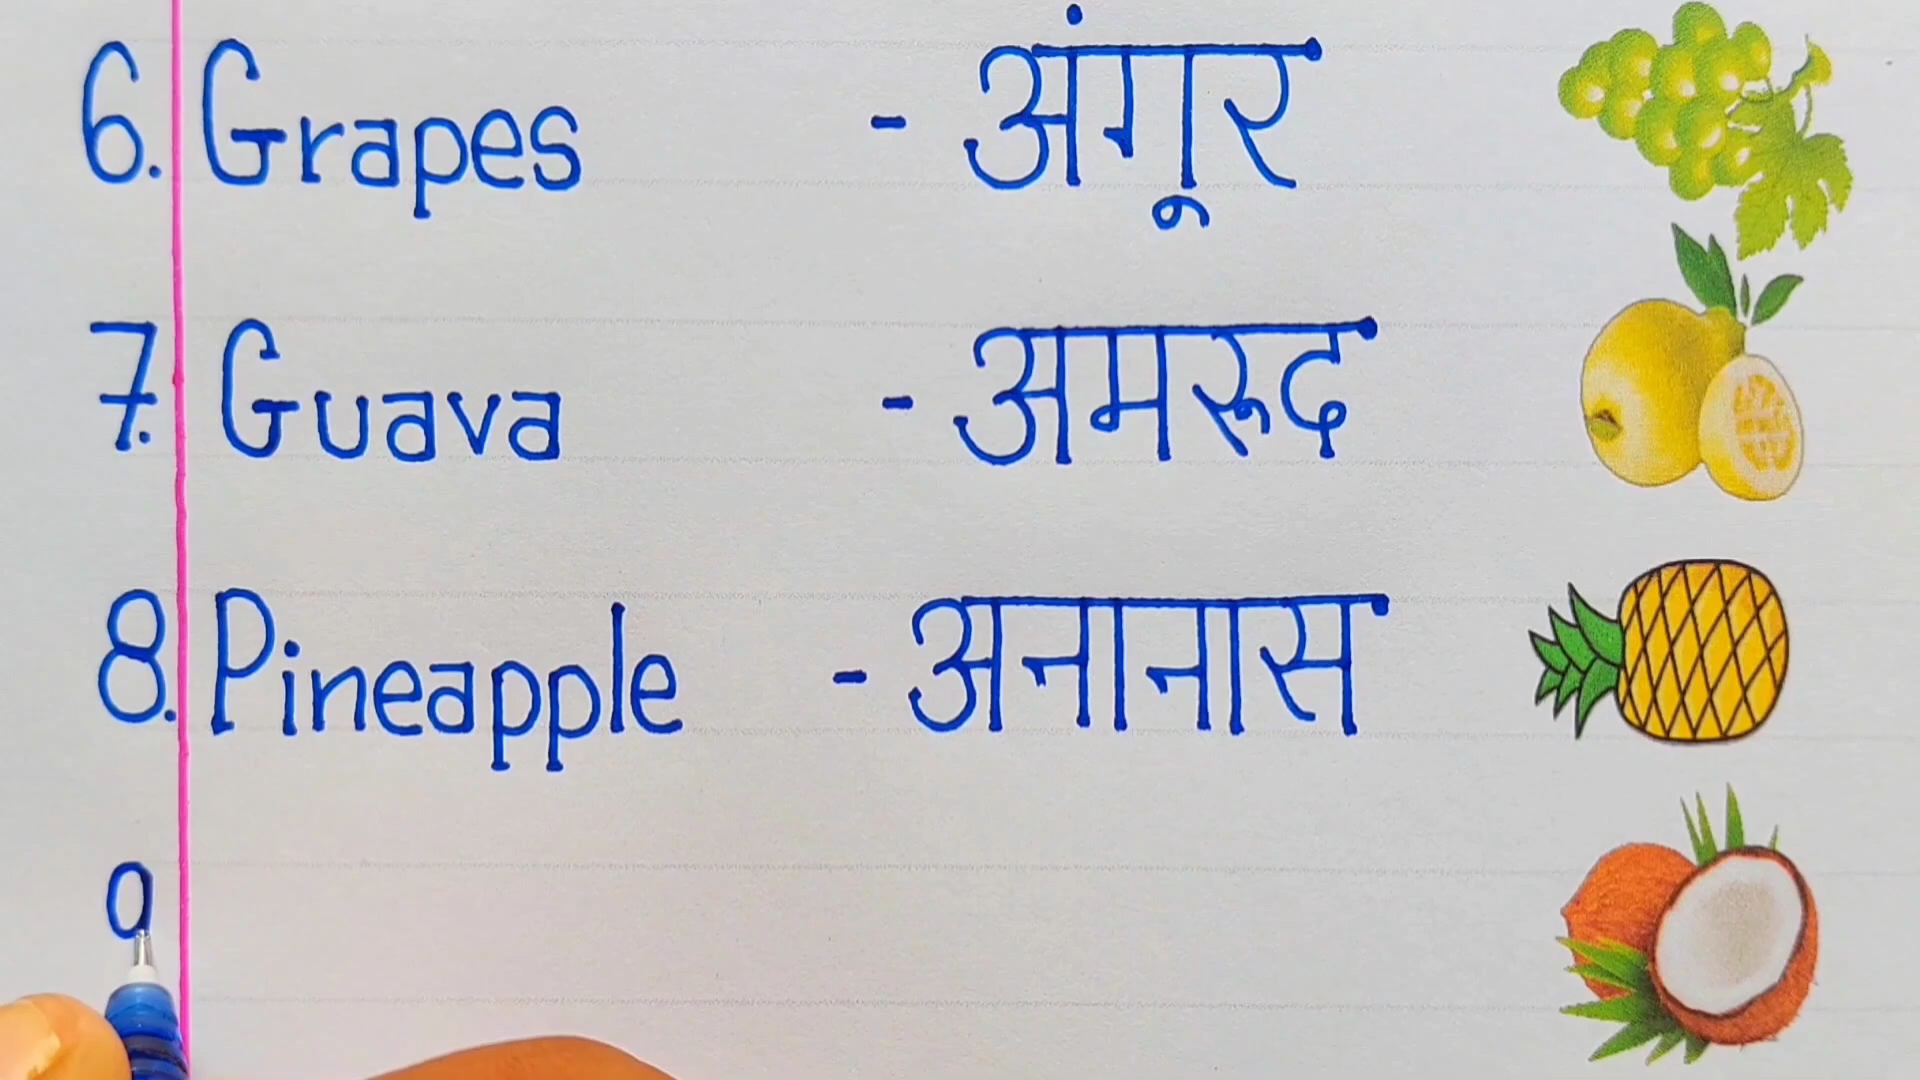 6. Grapes - अंगूर
7. Guava - अमरूद
8. Pineapple - अनानास
9